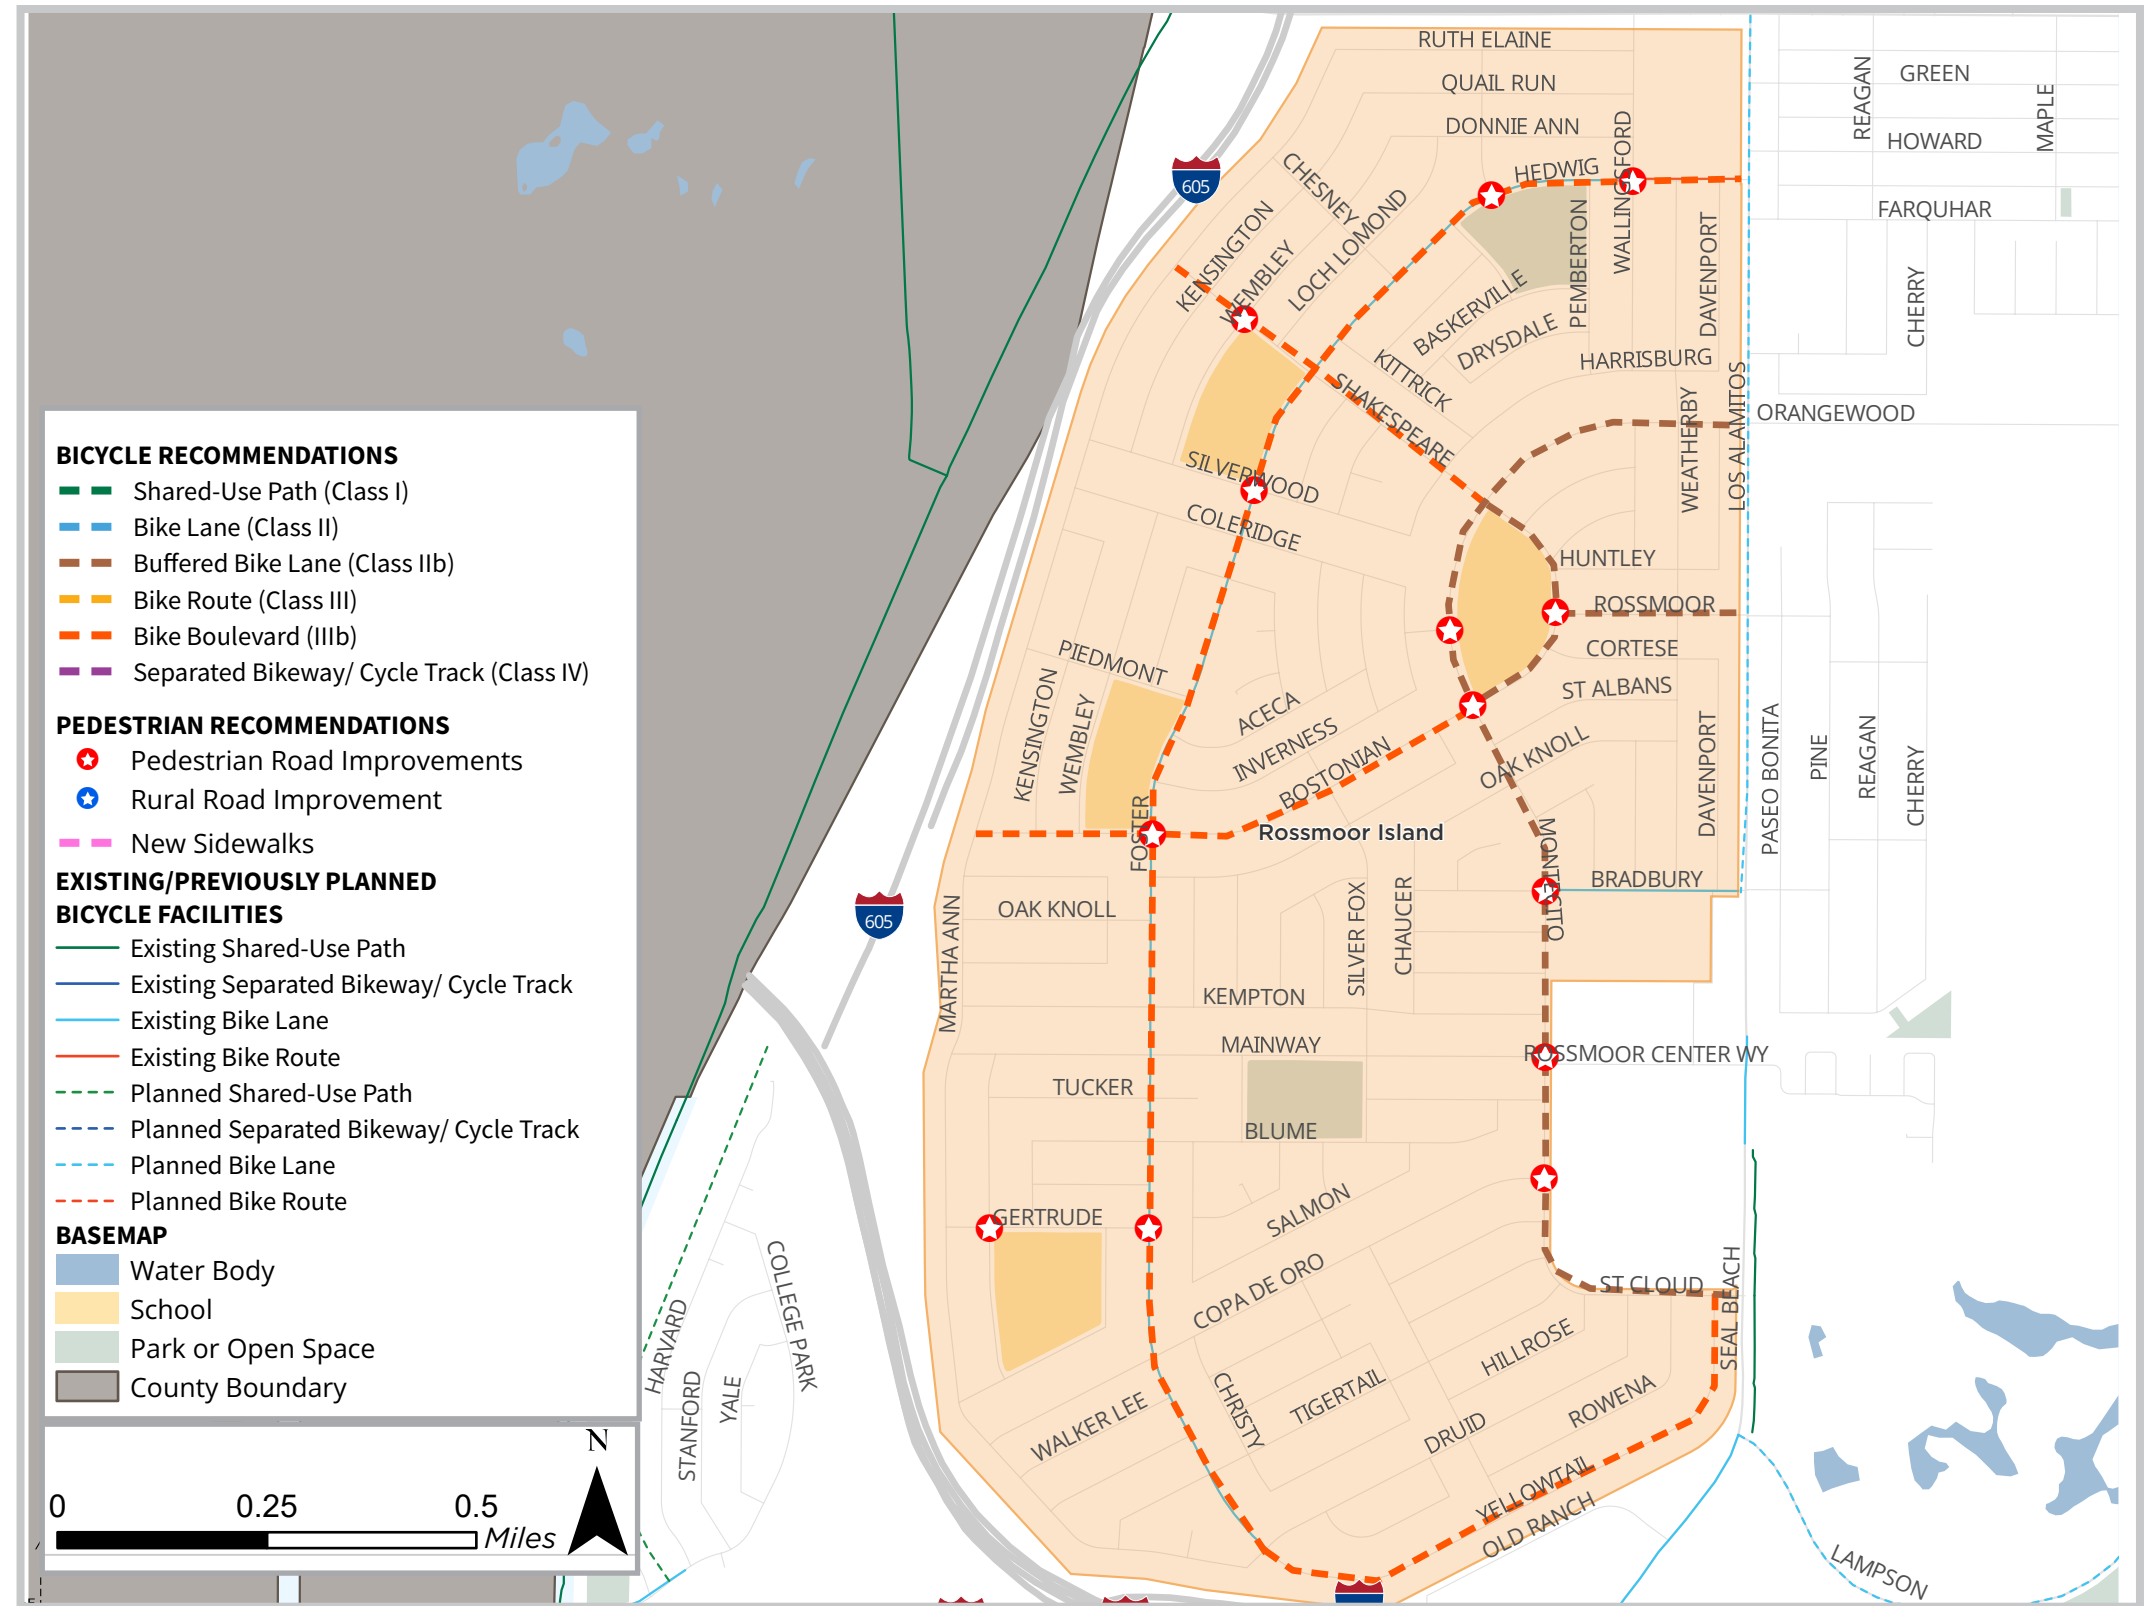 BICYCLE RECOMMENDATIONS
Shared-Use Path (Class I)
Bike Lane (Class II)
Buffered Bike Lane (Class IIb)
Bike Route (Class III)
Bike Boulevard (IIIb)
Separated Bikeway/ Cycle Track (Class IV)
PEDESTRIAN RECOMMENDATIONS
Pedestrian Road Improvements
Rural Road Improvement
New Sidewalks
EXISTING/PREVIOUSLY PLANNED
BICYCLE FACILITIES
Existing Shared-Use Path
Existing Separated Bikeway/ Cycle Track
Existing Bike Lane
Existing Bike Route
Planned Shared-Use Path
Planned Separated Bikeway/ Cycle Track
Planned Bike Lane
Planned Bike Route
BASEMAP
Water Body
School
Park or Open Space
County Boundary
0 0.25 0.5
Miles
N
RUTH ELAINE
QUAIL RUN
DONNIE ANN
HEDWIG
WALLINGSFORD
CHESNEY
KENSINGTON
WEMBLEY
LOCH LOMOND
PEMBERTON
DAVENPORT
BASKERVILLE
DRYSDALE
KITTRICK
HARRISBURG
SHAKESPEARE
WEATHERBY
LOS ALAMITOS
ORANGEWOOD
REAGAN
GREEN
MAPLE
HOWARD
FARQUHAR
CHERRY
605
SILVERWOOD
COLERIDGE
HUNTLEY
ROSSMOOR
CORTESE
ST ALBANS
PIEDMONT
KENSINGTON
WEMBLEY
ACECA
INVERNESS
BOSTONIAN
OAK KNOLL
DAVENPORT
PASEO BONITA
PINE
REAGAN
CHERRY
FOSTER
Rossmoor Island
MONTECITO
BRADBURY
605
OAK KNOLL
MARTHA ANN
SILVER FOX
CHAUCER
KEMPTON
MAINWAY
ROSSMOOR CENTER WY
TUCKER
BLUME
GERTRUDE
SALMON
COPA DE ORO
ST CLOUD
SEAL BEACH
HILLROSE
CHRISTY
TIGERTAIL
WALKER LEE
DRUID
ROWENA
YELLOWTAIL
OLD RANCH
LAMPSON
HARVARD
COLLEGE PARK
STANFORD
YALE